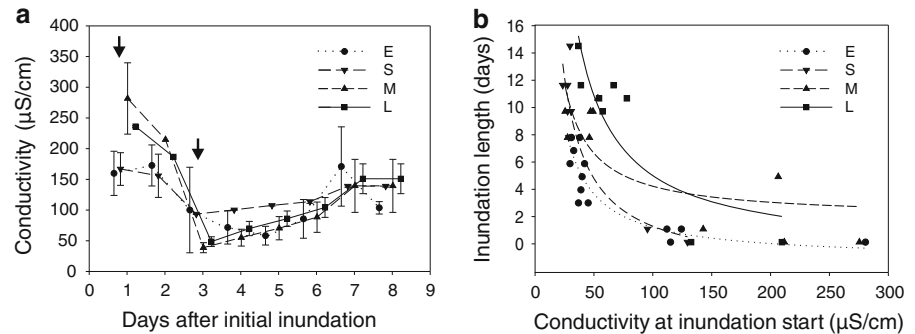 a
Conductivity (μS/cm)
400
350
300
250
200
150
100
50
0
E
S
M
L
0 1 2 3 4 5 6 7 8 9
Days after initial inundation
b
Inundation length (days)
16
14
12
10
8
6
4
2
0
E
S
M
L
0 50 100 150 200 250 300
Conductivity at inundation start (μS/cm)